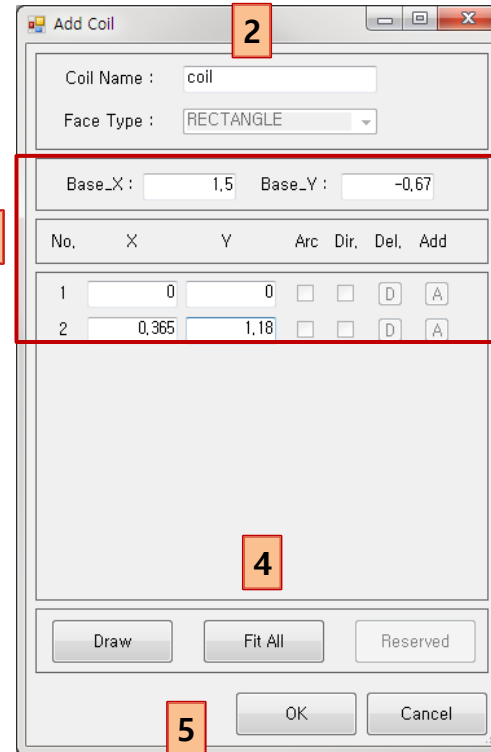 Add Coil
2
Coil Name : coil
Face Type : RECTANGLE
Base_X : 1.5 Base_Y : -0.67
No. X Y Arc Dir. Del. Add
1 0 0 D A
2 0.365 1.18 D A
4
Draw Fit All Reserved
OK Cancel
5